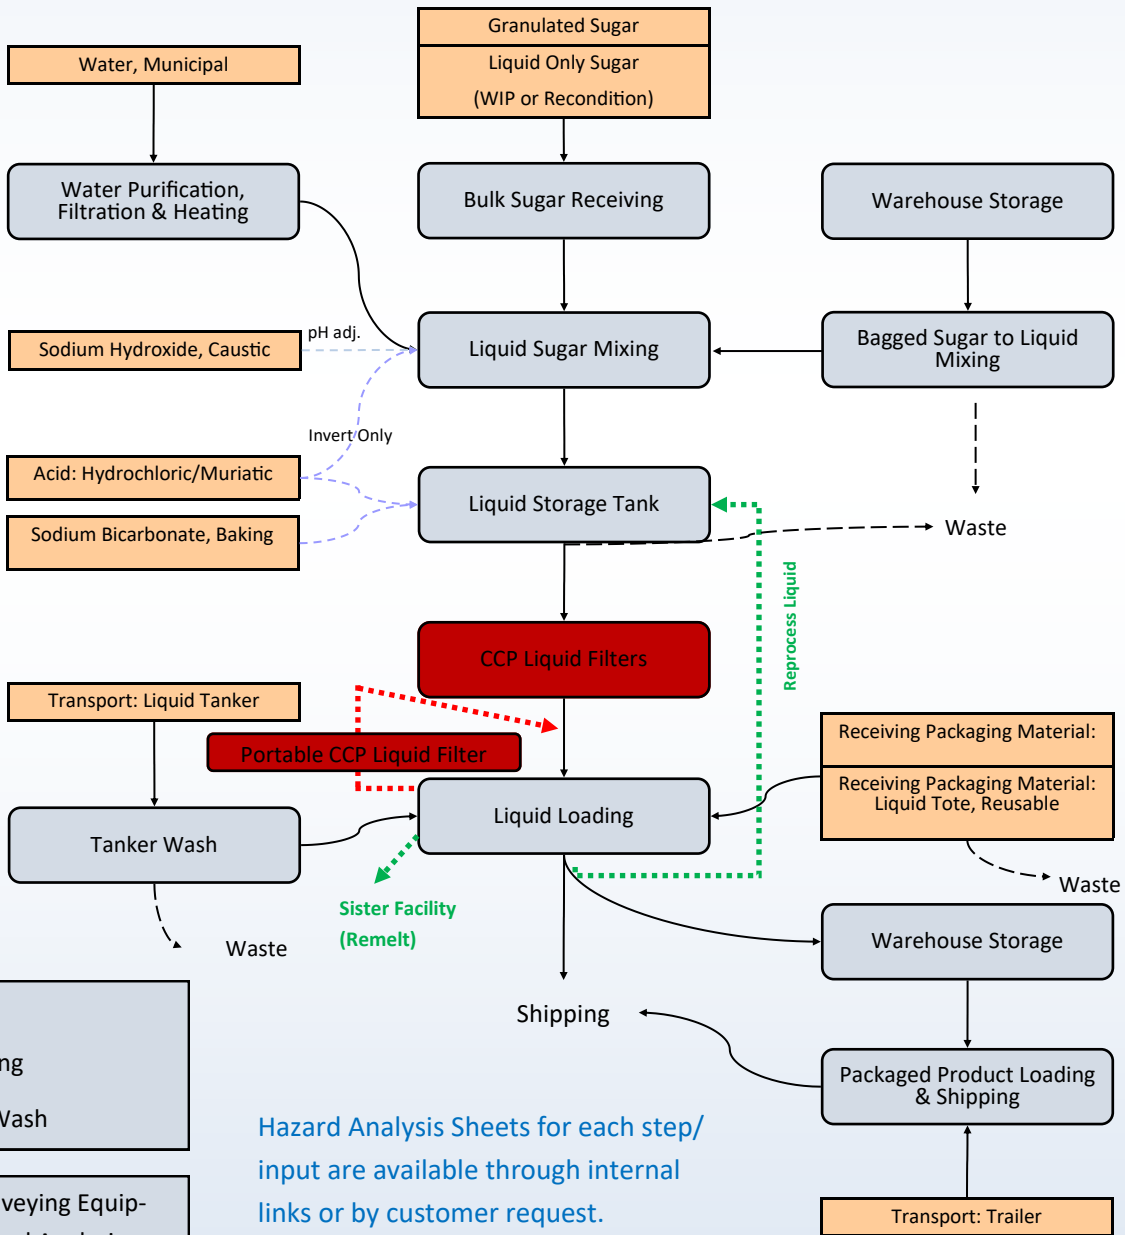 Granulated Sugar
Liquid Only Sugar
(WIP or Recondition)
Water, Municipal
Water Purification,
Filtration & Heating
Bulk Sugar Receiving
Warehouse Storage
pH adj.
Sodium Hydroxide, Caustic
Liquid Sugar Mixing
Bagged Sugar to Liquid
Mixing
Invert Only
Acid: Hydrochloric/Muriatic
Liquid Storage Tank
Sodium Bicarbonate, Baking
Waste
Reprocess Liquid
CCP Liquid Filters
Transport: Liquid Tanker
Portable CCP Liquid Filter
Receiving Packaging Material:
Receiving Packaging Material:
Liquid Tote, Reusable
Liquid Loading
Tanker Wash
Waste
Sister Facility
(Remelt)
Waste
Warehouse Storage
Shipping
ng
Wash
Packaged Product Loading
& Shipping
Hazard Analysis Sheets for each step/
input are available through internal
links or by customer request.
veying Equip-
Transport: Trailer